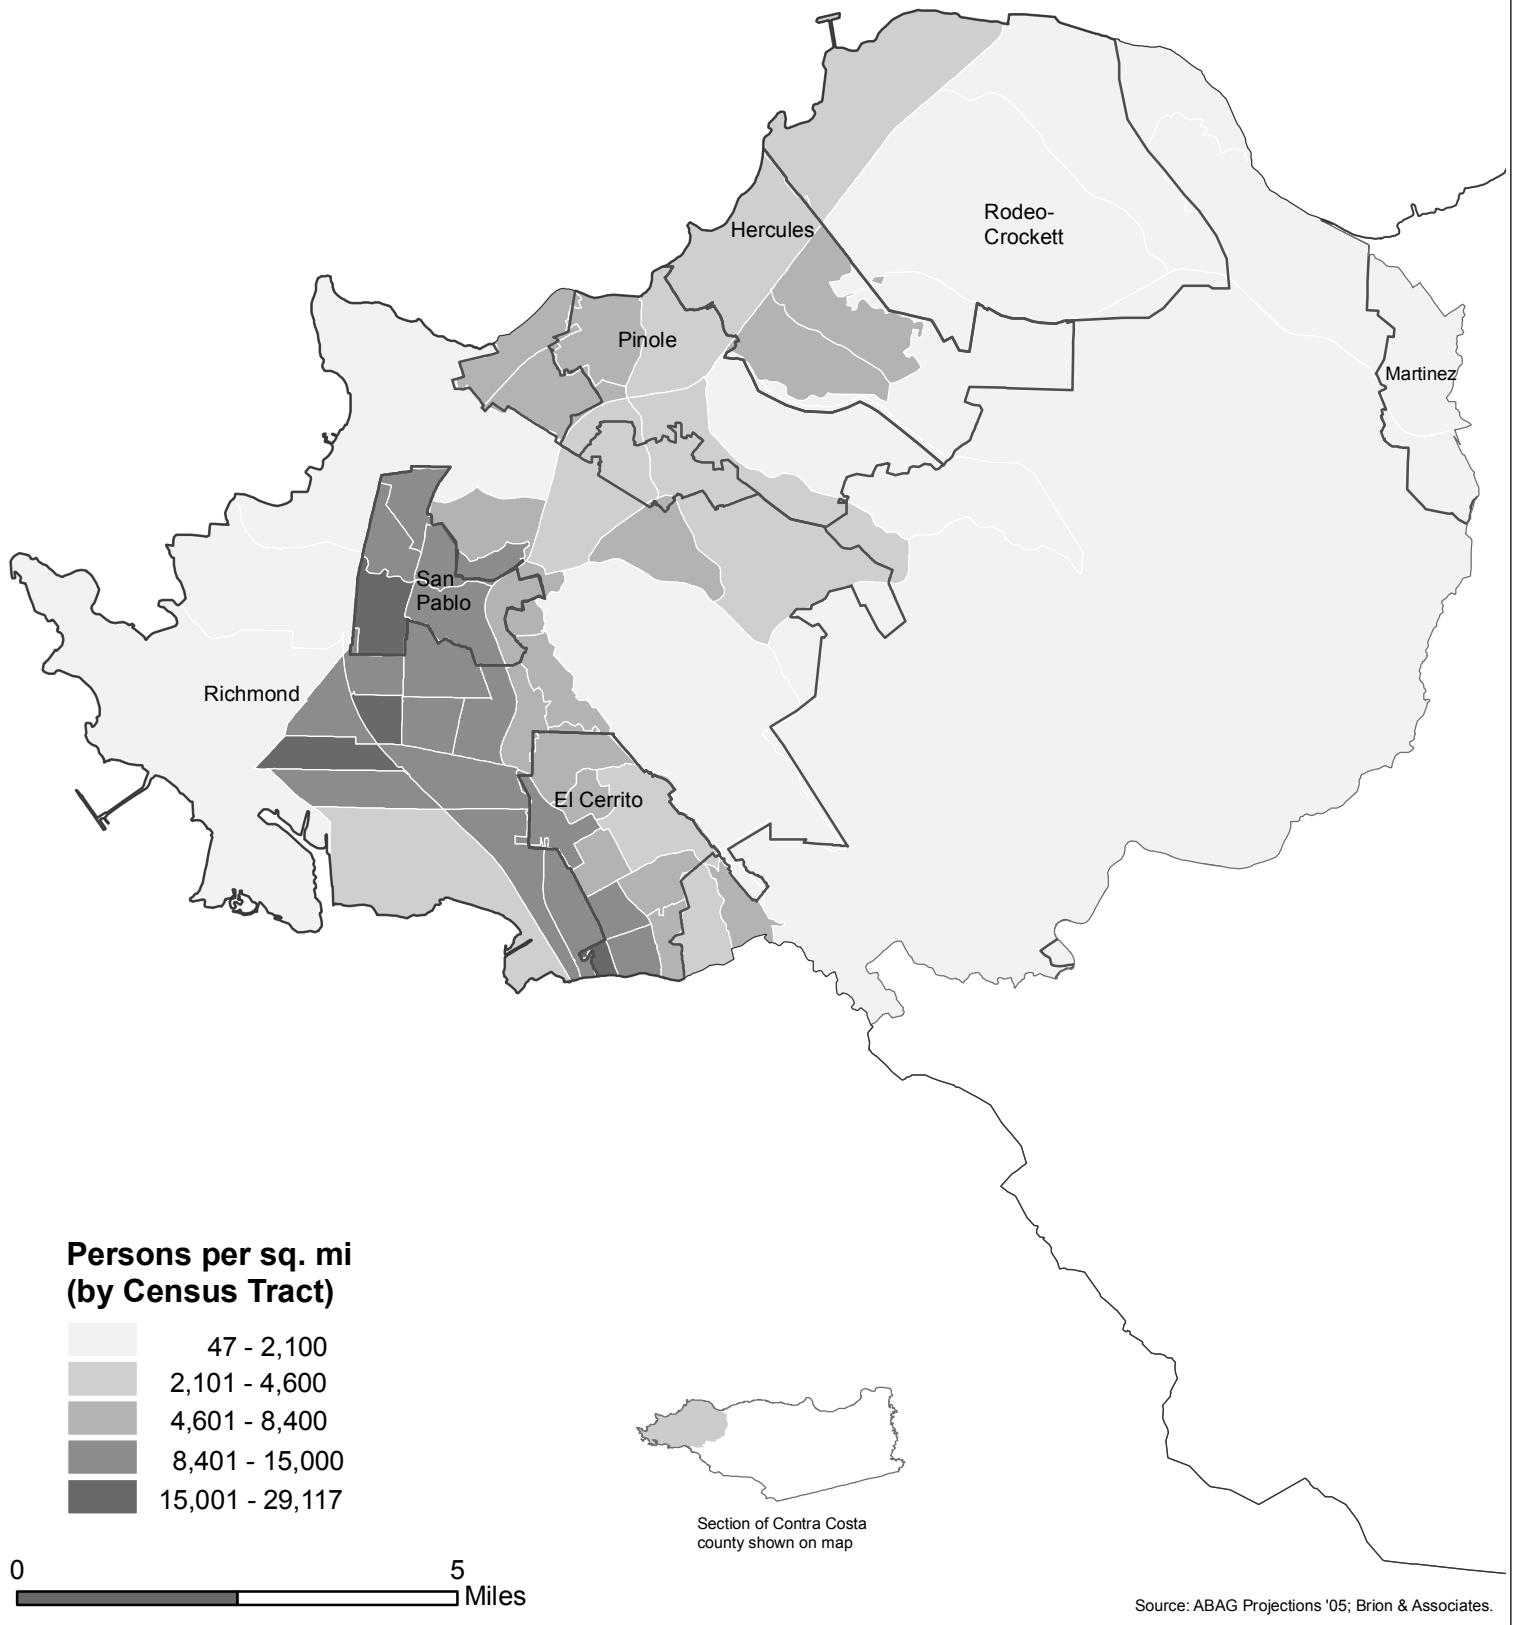 Rodeo-
Crockett
Hercules
Pinole
Martinez
San
Pablo
Richmond
El Cerrito
Persons per sq. mi
(by Census Tract)
47 - 2,100
2,101 - 4,600
4,601 - 8,400
8,401 - 15,000
15,001 - 29,117
Section of Contra Costa
county shown on map
0 5
Miles
Source: ABAG Projections '05; Brion & Associates.